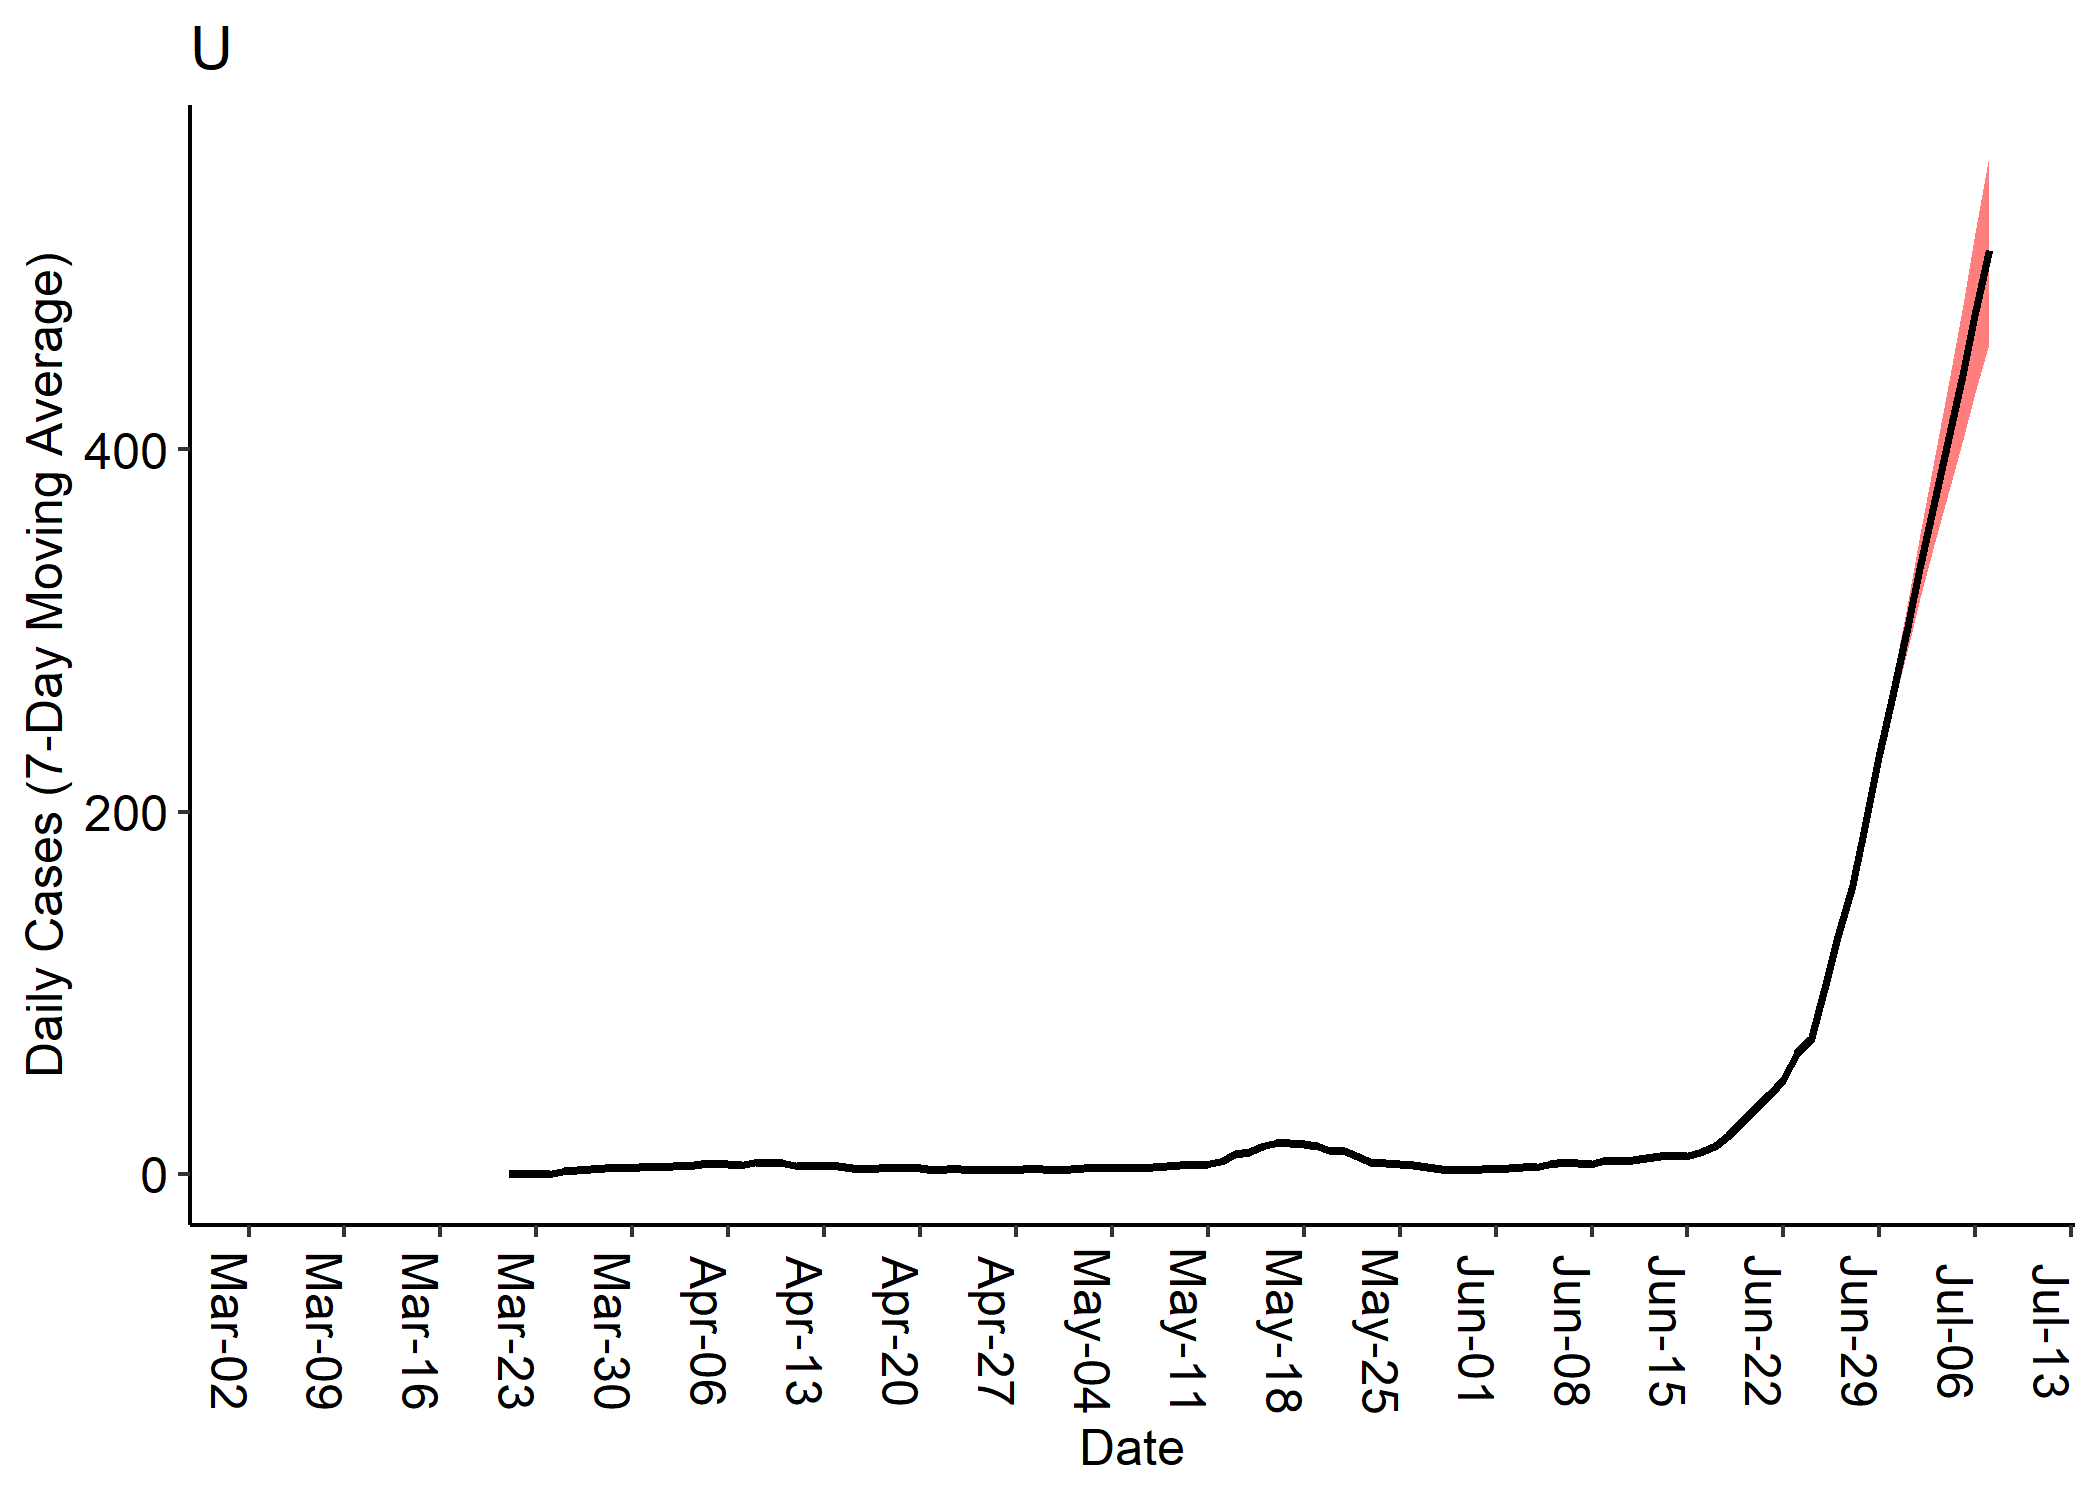 U
Daily Cases (7-Day Moving Average)
400
200
0
Mar-02
Mar-09
Mar-16
Mar-23
Mar-30
Apr-06
Apr-13
Apr-20
Apr-27
May-04
May-11
May-18
May-25
Jun-01
Jun-08
Jun-15
Jun-22
Jun-29
Jul-06
Jul-13
Date